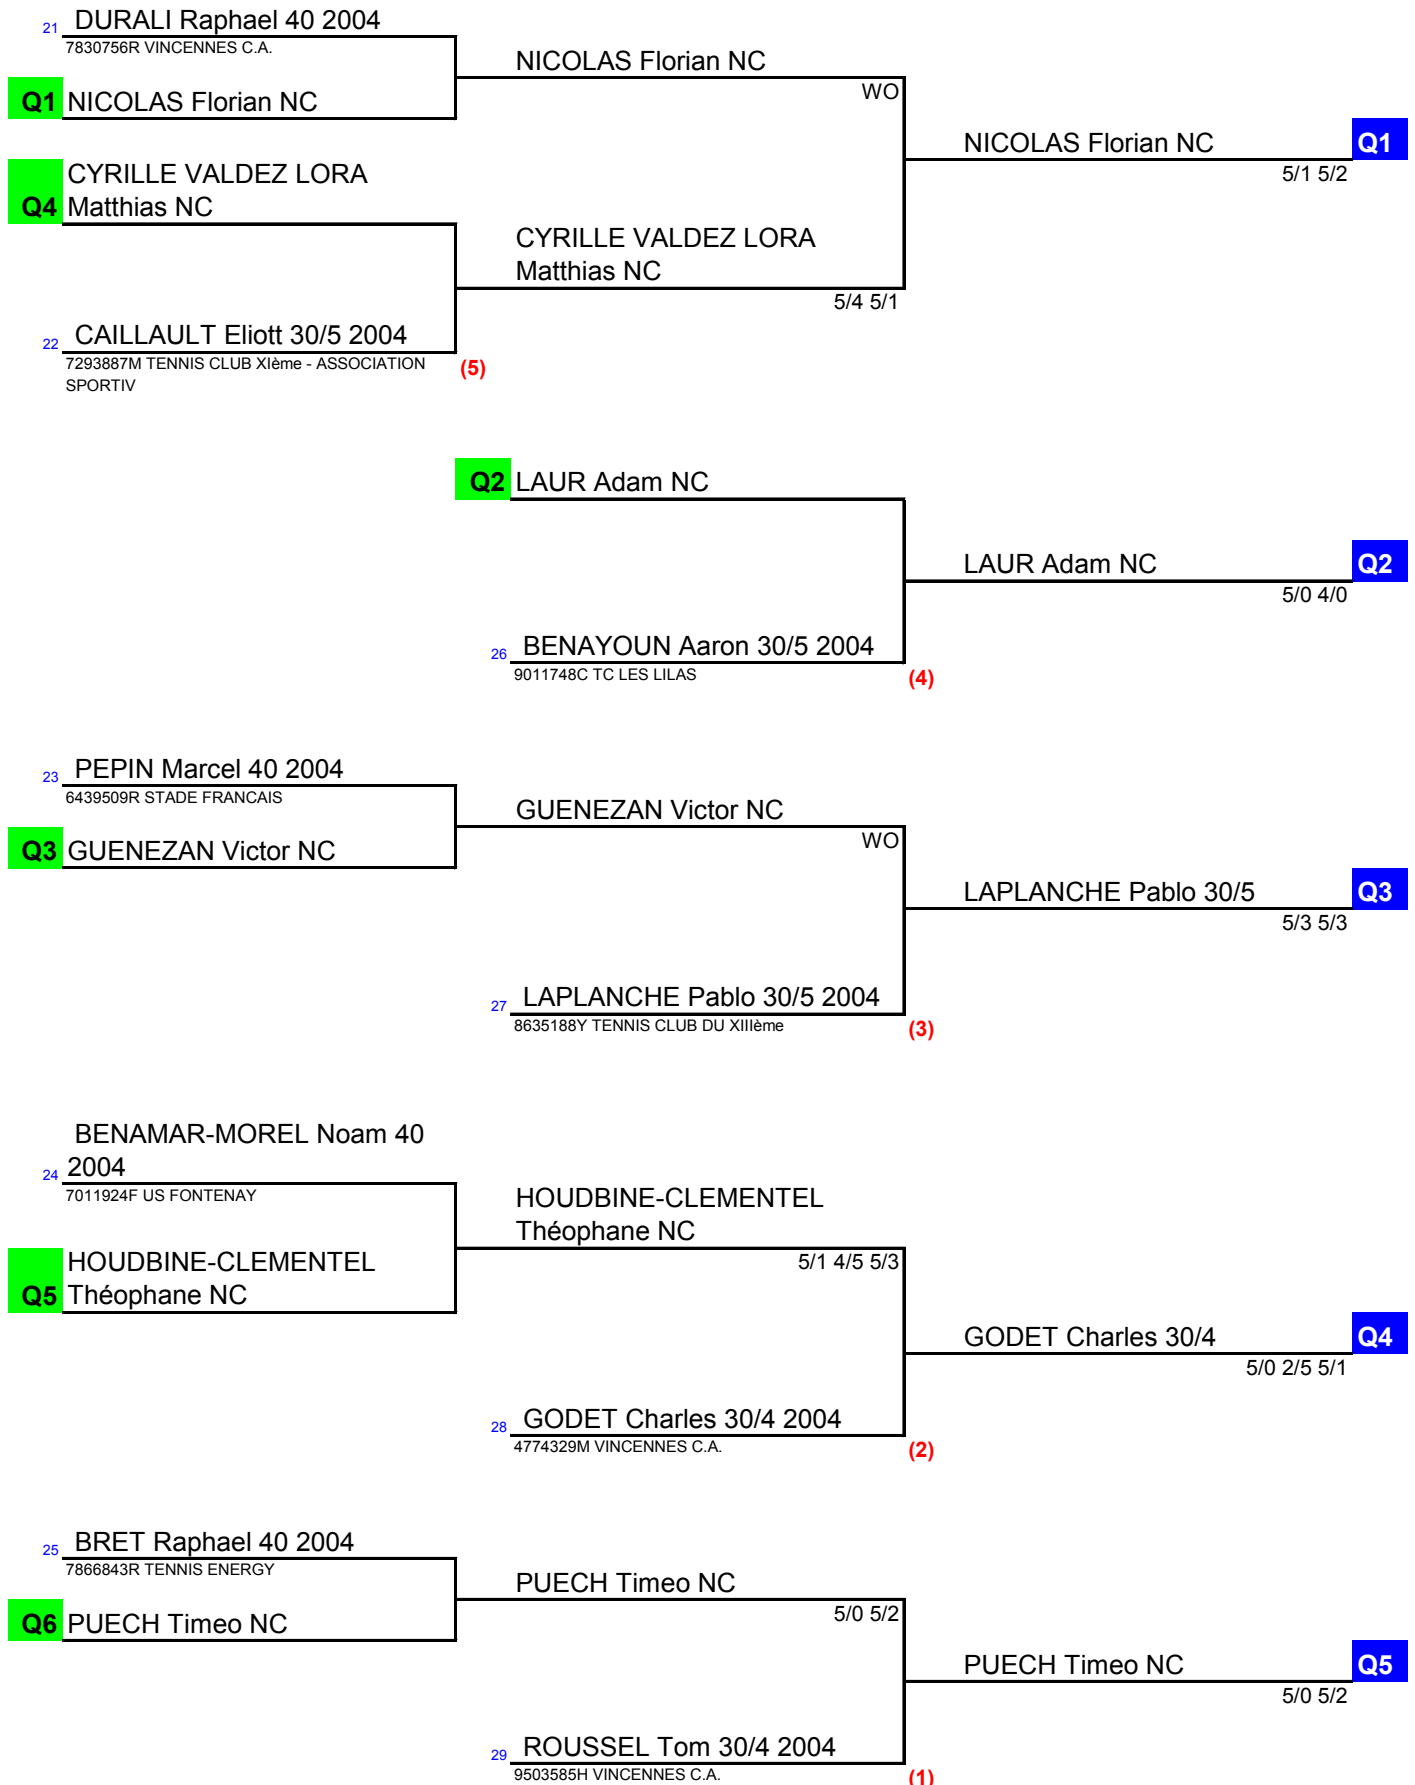 21 DURALI Raphael 40 2004
7830756R VINCENNES C.A.
NICOLAS Florian NC
WO
Q1 NICOLAS Florian NC
NICOLAS Florian NC Q1
5/1 5/2
CYRILLE VALDEZ LORA
Q4 Matthias NC
CYRILLE VALDEZ LORA
Matthias NC
5/4 5/1
22 CAILLAULT Eliott 30/5 2004
7293887M TENNIS CLUB XIème - ASSOCIATION
SPORTIV
(5)
Q2 LAUR Adam NC
LAUR Adam NC Q2
5/0 4/0
26 BENAYOUN Aaron 30/5 2004
9011748C TC LES LILAS
(4)
23 PEPIN Marcel 40 2004
6439509R STADE FRANCAIS
GUENEZAN Victor NC
WO
Q3 GUENEZAN Victor NC
LAPLANCHE Pablo 30/5 Q3
5/3 5/3
27 LAPLANCHE Pablo 30/5 2004
8635188Y TENNIS CLUB DU XIIIème
(3)
BENAMAR-MOREL Noam 40
24 2004
7011924F US FONTENAY
HOUDBINE-CLEMENTEL
Théophane NC
5/1 4/5 5/3
HOUDBINE-CLEMENTEL
Q5 Théophane NC
GODET Charles 30/4 Q4
5/0 2/5 5/1
28 GODET Charles 30/4 2004
4774329M VINCENNES C.A.
(2)
25 BRET Raphael 40 2004
7866843R TENNIS ENERGY
PUECH Timeo NC
5/0 5/2
Q6 PUECH Timeo NC
PUECH Timeo NC Q5
5/0 5/2
29 ROUSSEL Tom 30/4 2004
9503585H VINCENNES C.A.
(1)